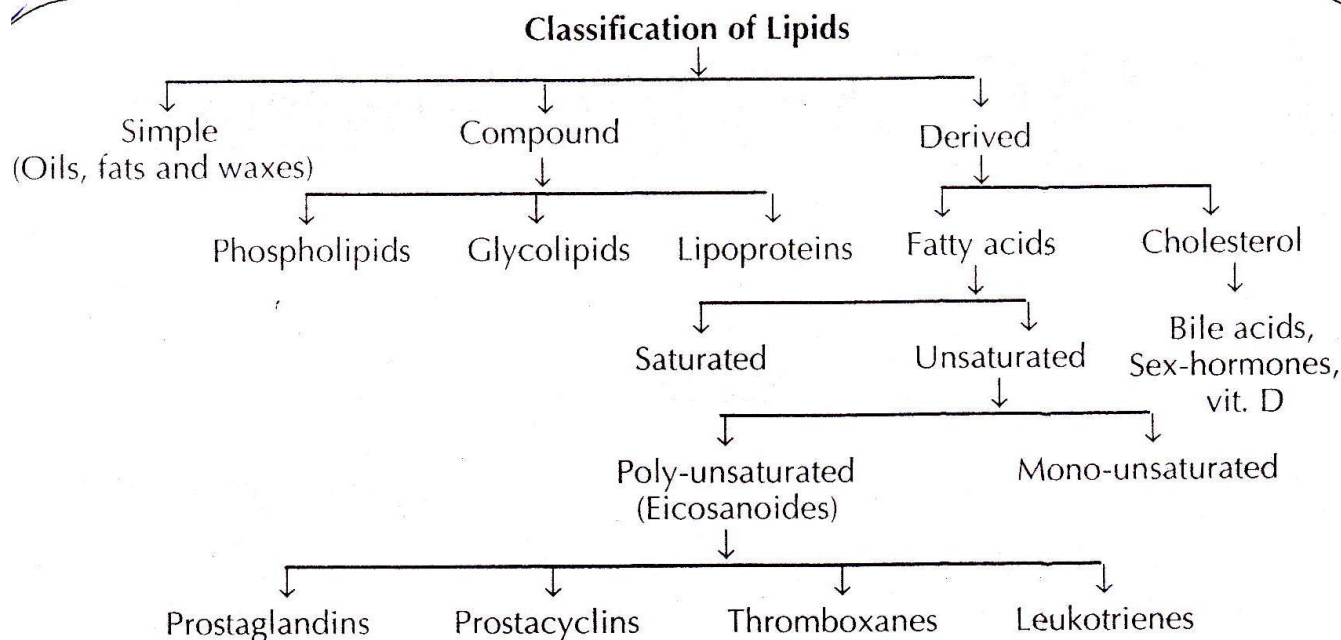 Classification of Lipids
Simple
(Oils, fats and waxes)
Compound
Derived
Phospholipids
Glycolipids
Lipoproteins
Fatty acids
Cholesterol
Saturated
Unsaturated
Bile acids,
Sex-hormones,
vit. D
Poly-unsaturated
(Eicosanoides)
Mono-unsaturated
Prostaglandins
Prostacyclins
Thromboxanes
Leukotrienes